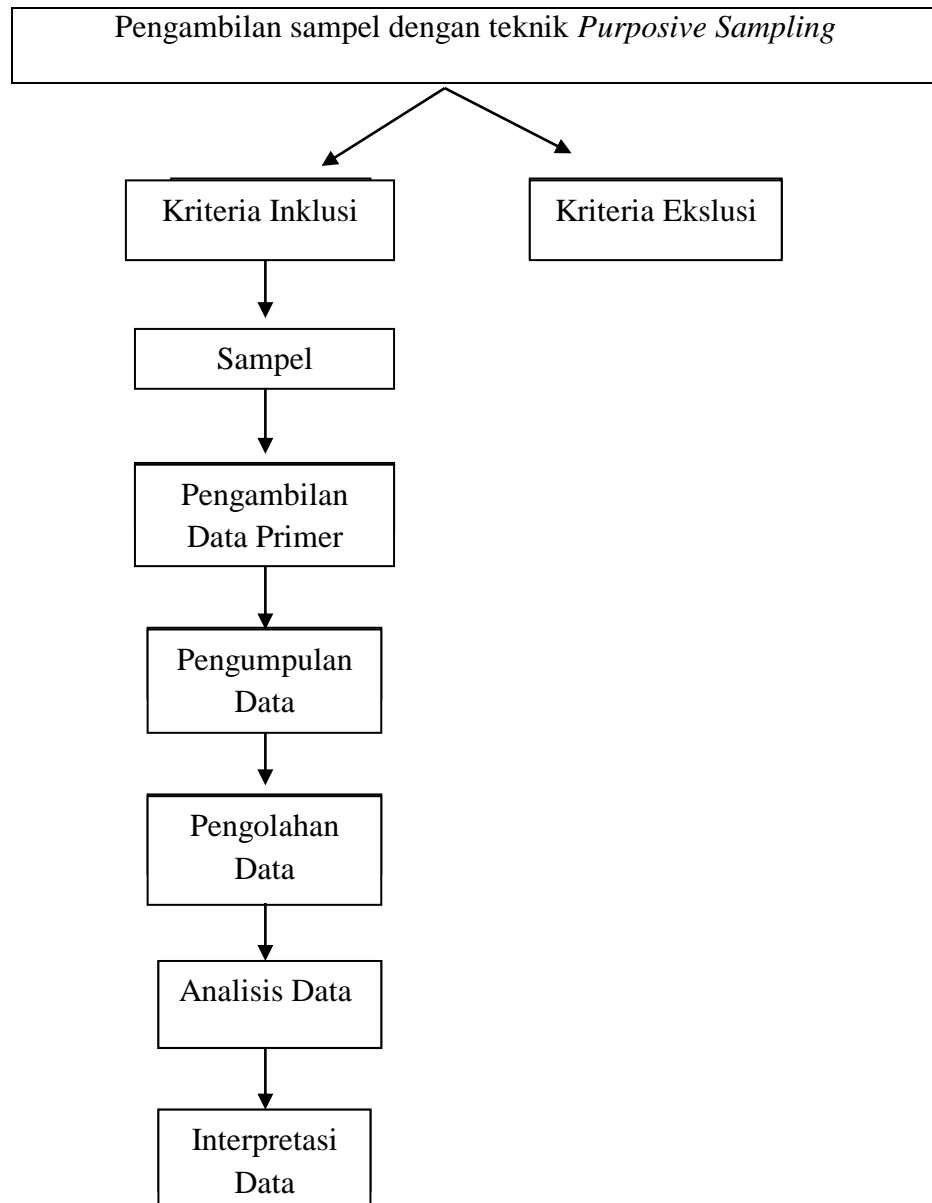 Pengambilan sampel dengan teknik Purposive Sampling
Kriteria Inklusi
Kriteria Ekslusi
Sampel
Pengambilan
Data Primer
Pengumpulan
Data
Pengolahan
Data
Analisis Data
Interpretasi
Data